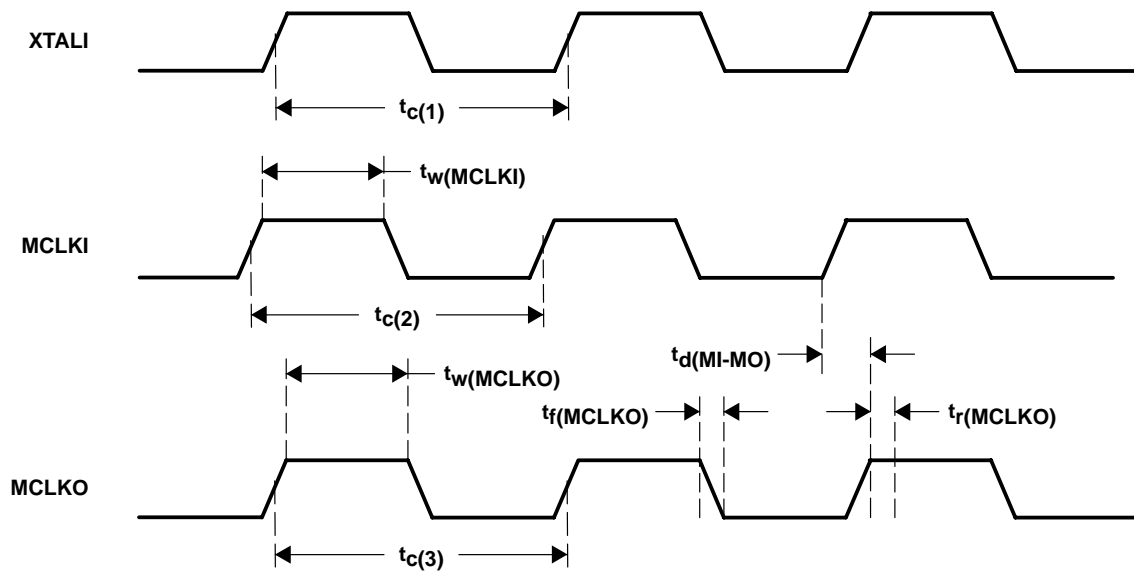 XTALI
tc(1)
tw(MCLKI)
MCLKI
tc(2)
td(MI-MO)
tw(MCLKO)
tf(MCLKO)
tr(MCLKO)
MCLKO
tc(3)